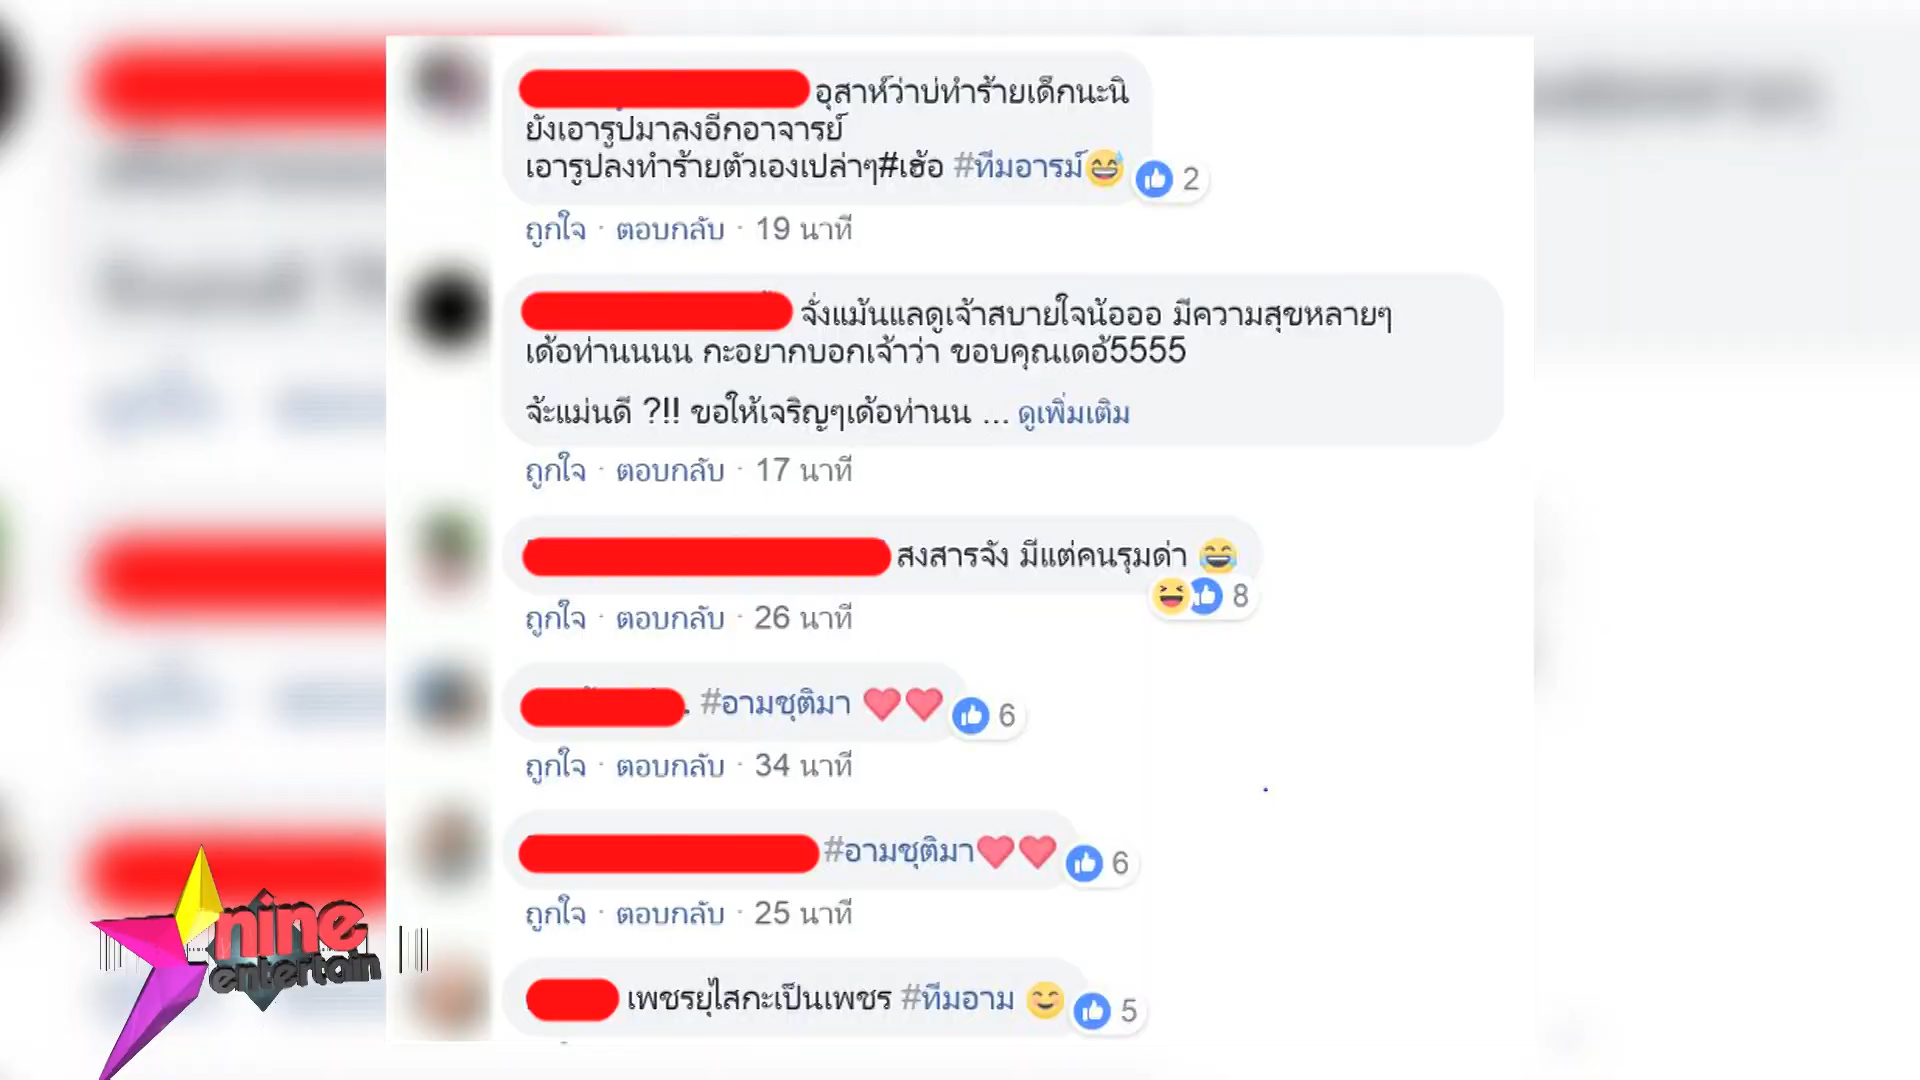 อุสาห์ว่าบ่ทำร้ายเด็กนะนิ
ยังเอารูปมาลงอีกอาจารย์
เอารูปลงทำร้ายตัวเองเปล่าๆ#เฮ้อ #ทีมอารม์😅 2
ถูกใจ · ตอบกลับ · 19 นาที
จั่งแม้นแลดูเจ้าสบายใจน้อออ มีความสุขหลายๆ
เด้อท่านนนน กะอยากบอกเจ้าว่า ขอบคุณเดอ้5555
จ้ะแม่นดี ?!! ขอให้เจริญๆเด้อท่านน ... ดูเพิ่มเติม
ถูกใจ · ตอบกลับ · 17 นาที
สงสารจัง มีแต่คนรุมด่า 😂
8
ถูกใจ · ตอบกลับ · 26 นาที
#อามชุติมา ❤❤ 6
ถูกใจ · ตอบกลับ · 34 นาที
#อามชุติมา❤❤ 6
ถูกใจ · ตอบกลับ · 25 นาที
เพชรยุไสกะเป็นเพชร #ทีมอาม 😊 5
nine
entertain